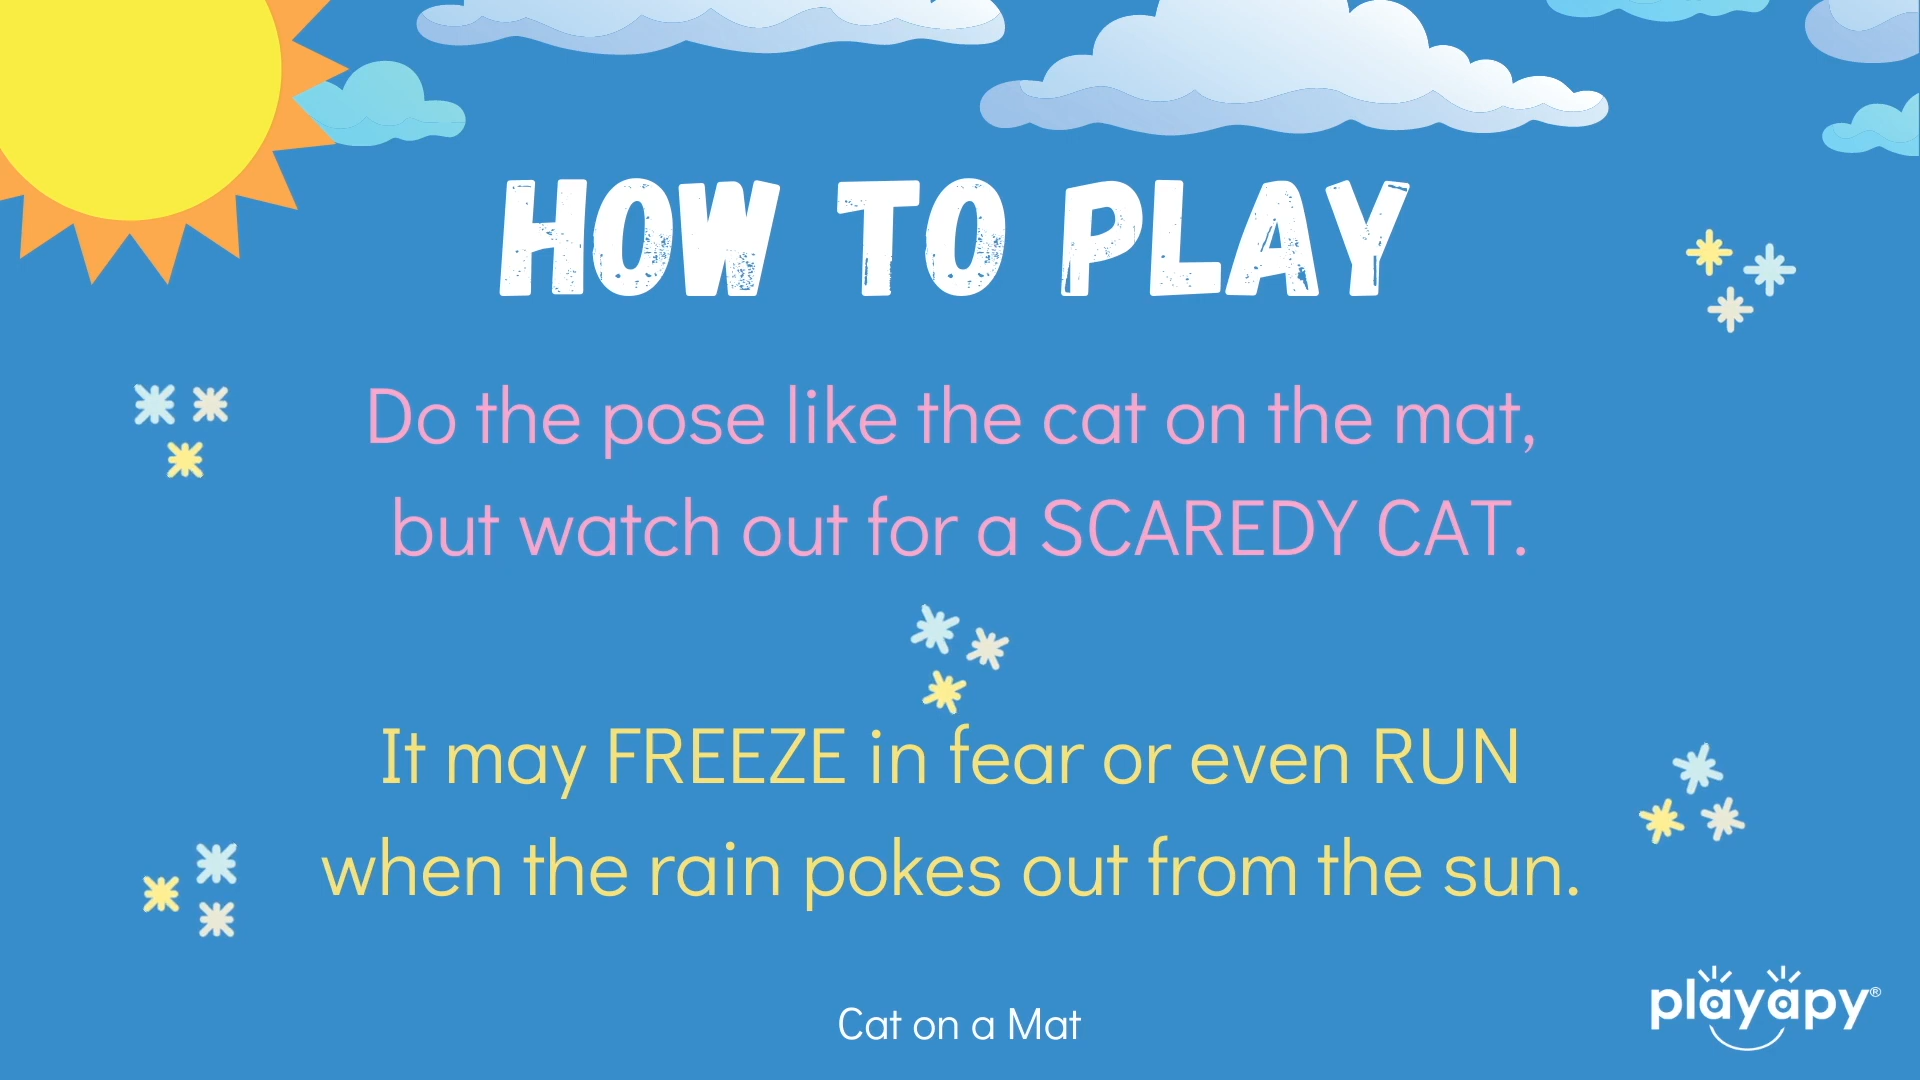 HOW TO PLAY
Do the pose like the cat on the mat,
but watch out for a SCAREDY CAT.
It may FREEZE in fear or even RUN
when the rain pokes out from the sun.
Cat on a Mat
playapy®